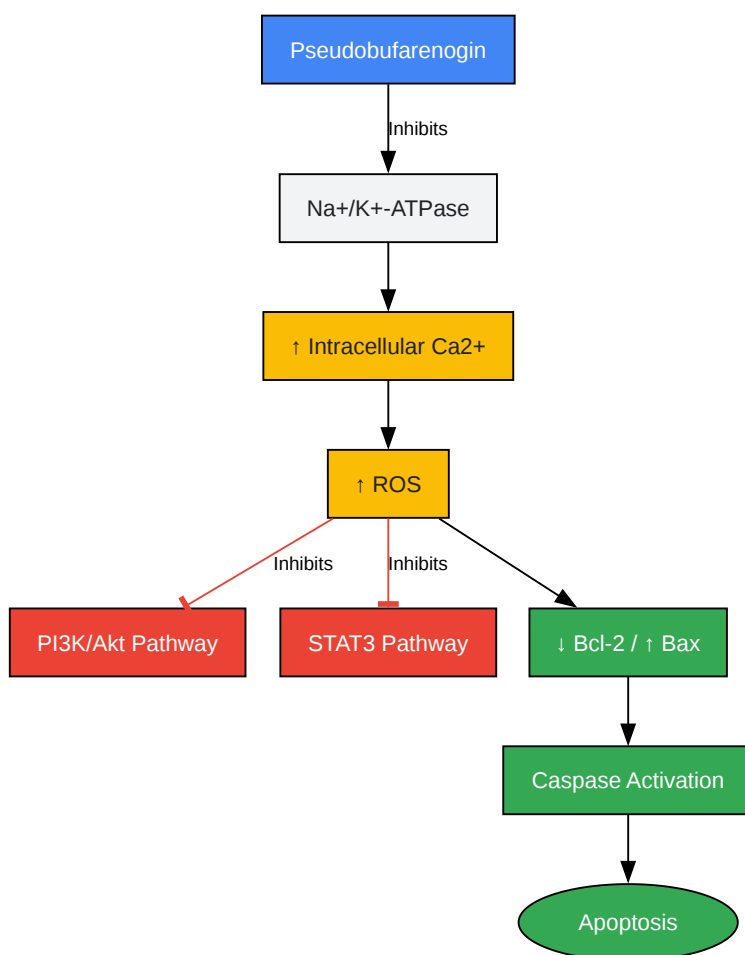 Pseudobufarenogin
Inhibits
Na+/K+-ATPase
↑ Intracellular Ca2+
↑ ROS
Inhibits
Inhibits
PI3K/Akt Pathway
STAT3 Pathway
↓ Bcl-2 / ↑ Bax
Caspase Activation
Apoptosis